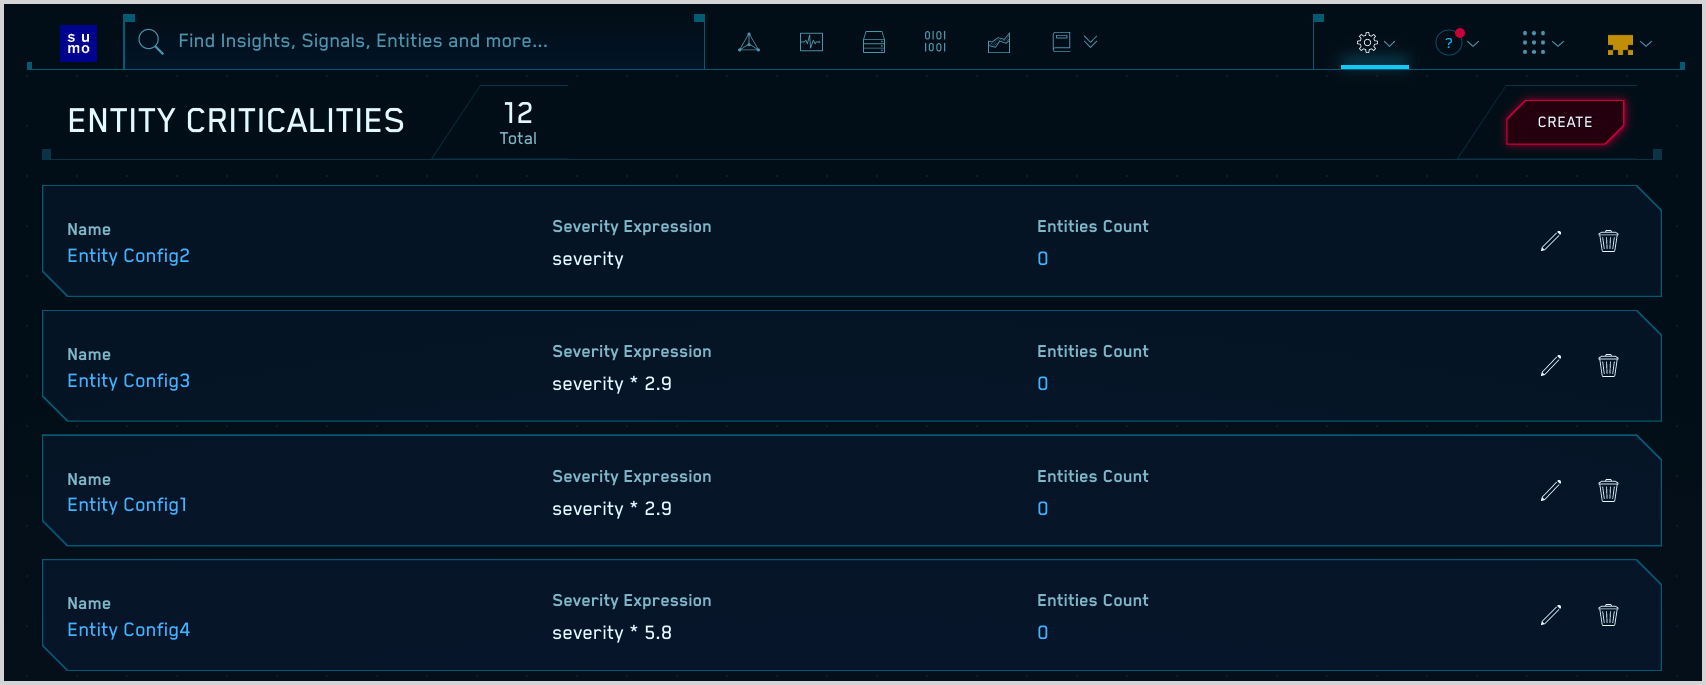 su
mo
Find Insights, Signals, Entities and more...
0101
1001
?
ENTITY CRITICALITIES
12
Total
CREATE
Name
Entity Config2
Severity Expression
severity
Entities Count
0
Name
Entity Config3
Severity Expression
severity * 2.9
Entities Count
0
Name
Entity Config1
Severity Expression
severity * 2.9
Entities Count
0
Name
Entity Config4
Severity Expression
severity * 5.8
Entities Count
0